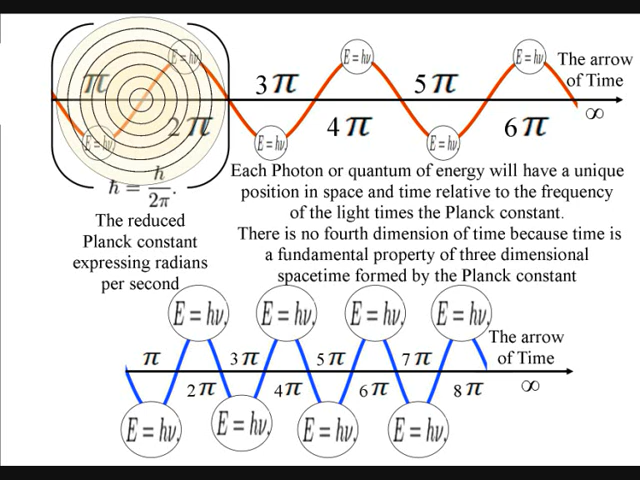 E = hν
E = hν
E = hν
The arrow
of Time
π
3π
5π
2π
4π
6π
∞
E = hν
E = hν
E = hν
ħ = h
2π.
Each Photon or quantum of energy will have a unique
position in space and time relative to the frequency
of the light times the Planck constant.
The reduced
Planck constant
expressing radians
per second
There is no fourth dimension of time because time is
a fundamental property of three dimensional
spacetime formed by the Planck constant
E = hν,
E = hν,
E = hν,
E = hν,
The arrow
of Time
π
3π
5π
7π
2π
4π
6π
8π
∞
E = hν,
E = hν,
E = hν,
E = hν,